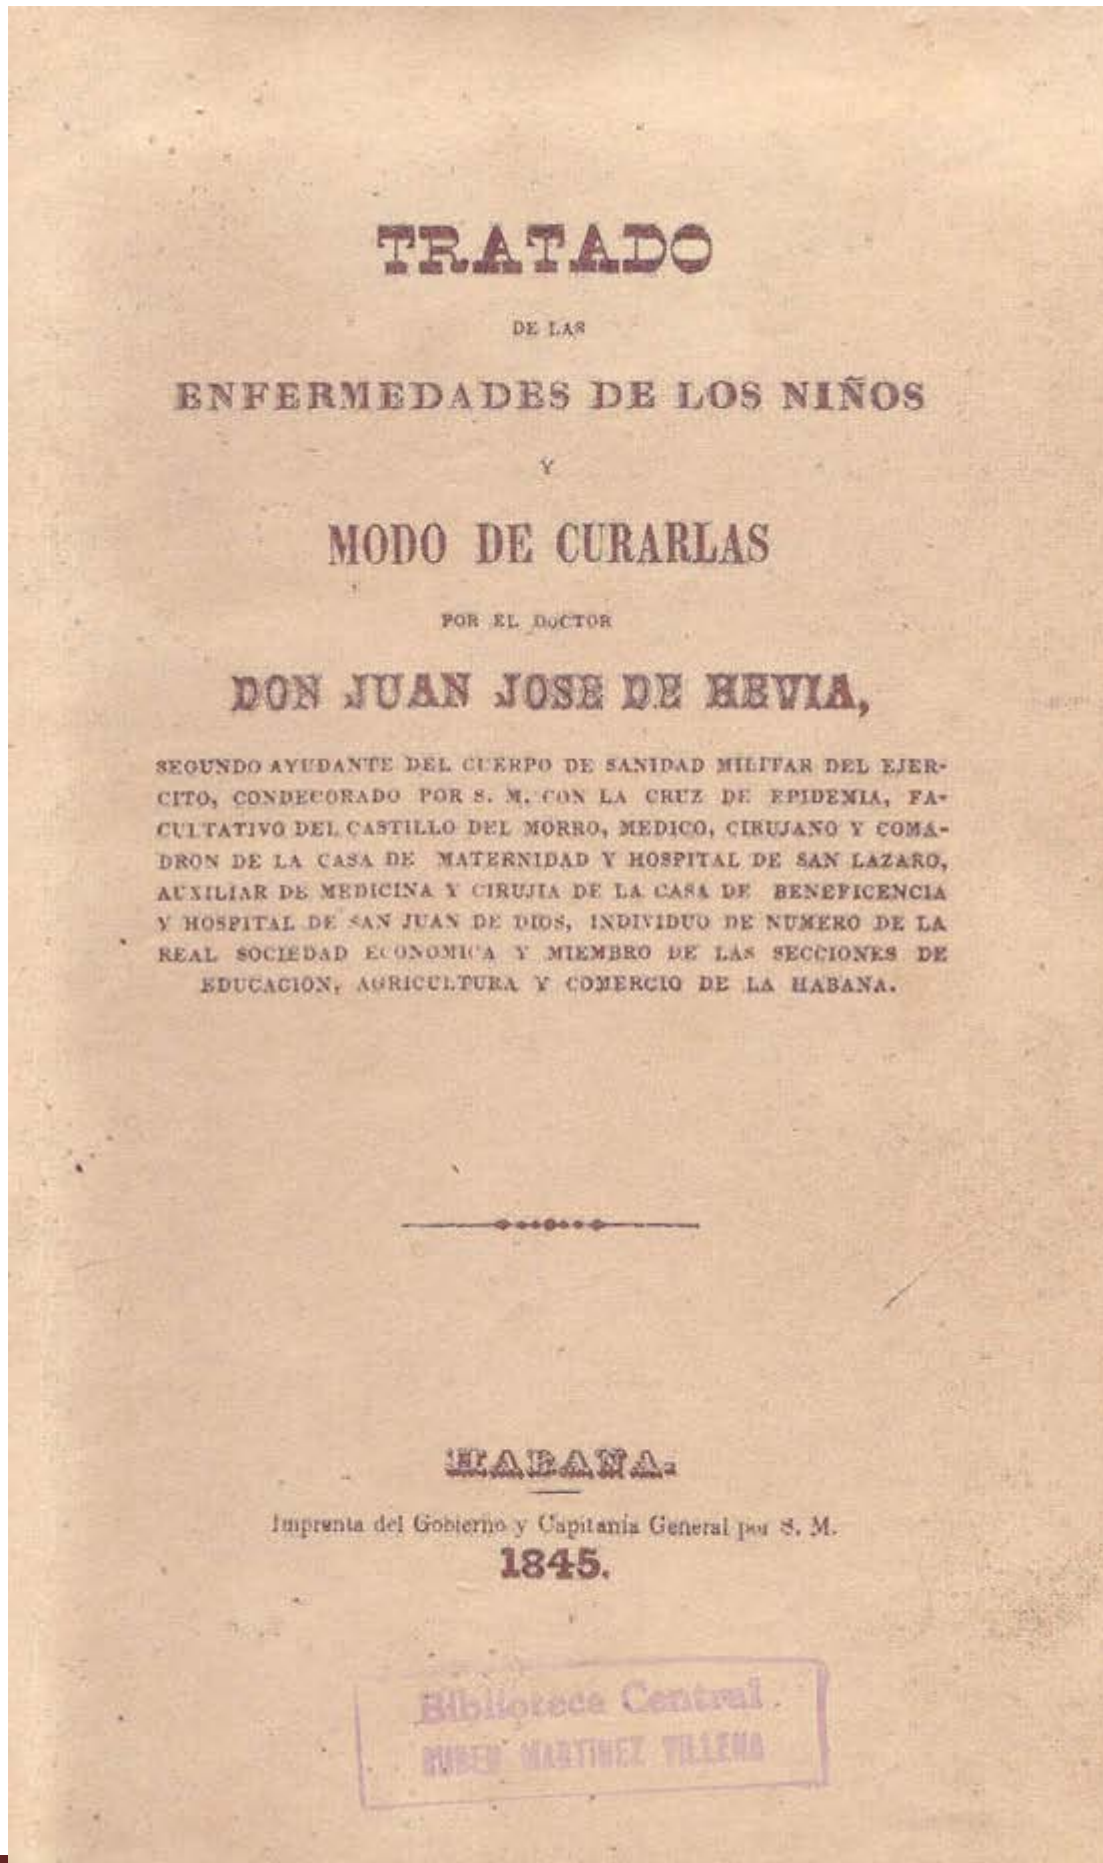 TRATADO
DE LAS
ENFERMEDADES DE LOS NIÑOS
Y
MODO DE CURARLAS
POR EL DOCTOR
DON JUAN JOSE DE HEVIA,
SEGUNDO AYUDANTE DEL CUERPO DE SANIDAD MILITAR DEL EJER-
CITO, CONDECORADO POR S. M. CON LA CRUZ DE EPIDEMIA, FA-
CULTATIVO DEL CASTILLO DEL MORRO, MEDICO, CIRUJANO Y COMA-
DRON DE LA CASA DE MATERNIDAD Y HOSPITAL DE SAN LAZARO,
AUXILIAR DE MEDICINA Y CIRUJIA DE LA CASA DE BENEFICENCIA
Y HOSPITAL DE SAN JUAN DE DIOS, INDIVIDUO DE NUMERO DE LA
REAL SOCIEDAD ECONOMICA Y MIEMBRO DE LAS SECCIONES DE
EDUCACION, AGRICULTURA Y COMERCIO DE LA HABANA.
HABANA.
Imprenta del Gobierno y Capitanía General por S. M.
1845.
Biblioteca Central
RUBEN MARTINEZ VILLENA